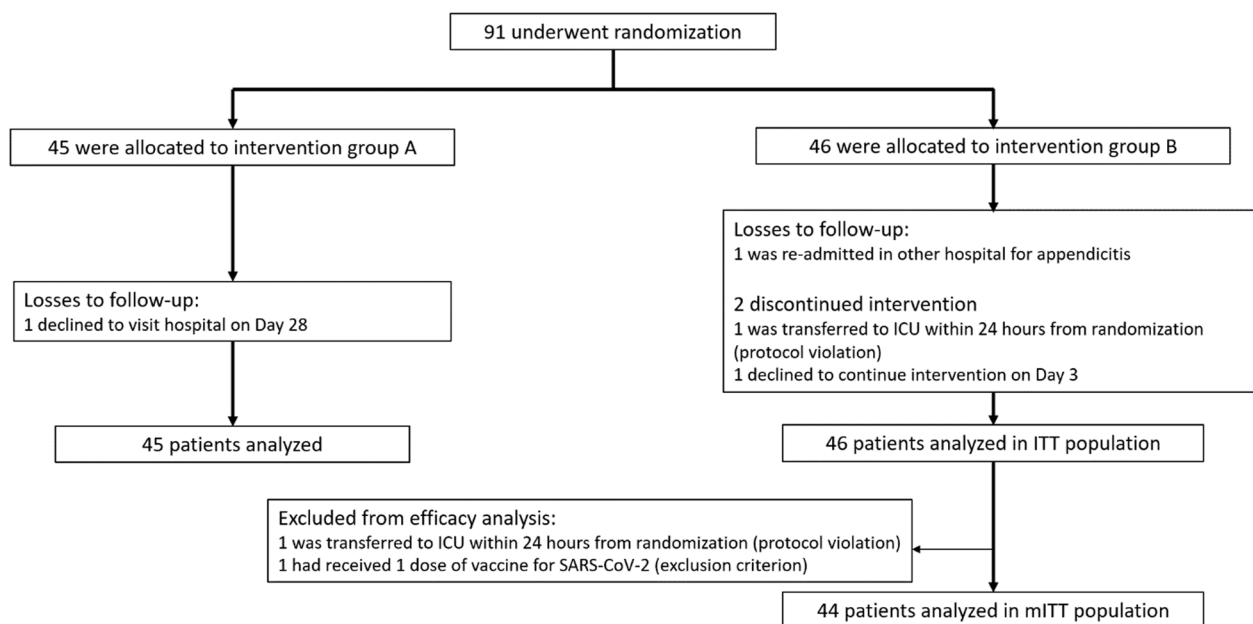 91 underwent randomization
45 were allocated to intervention group A
46 were allocated to intervention group B
Losses to follow-up:
1 declined to visit hospital on Day 28
Losses to follow-up:
1 was re-admitted in other hospital for appendicitis
2 discontinued intervention
1 was transferred to ICU within 24 hours from randomization
(protocol violation)
1 declined to continue intervention on Day 3
45 patients analyzed
46 patients analyzed in ITT population
Excluded from efficacy analysis:
1 was transferred to ICU within 24 hours from randomization (protocol violation)
1 had received 1 dose of vaccine for SARS-CoV-2 (exclusion criterion)
44 patients analyzed in mITT population